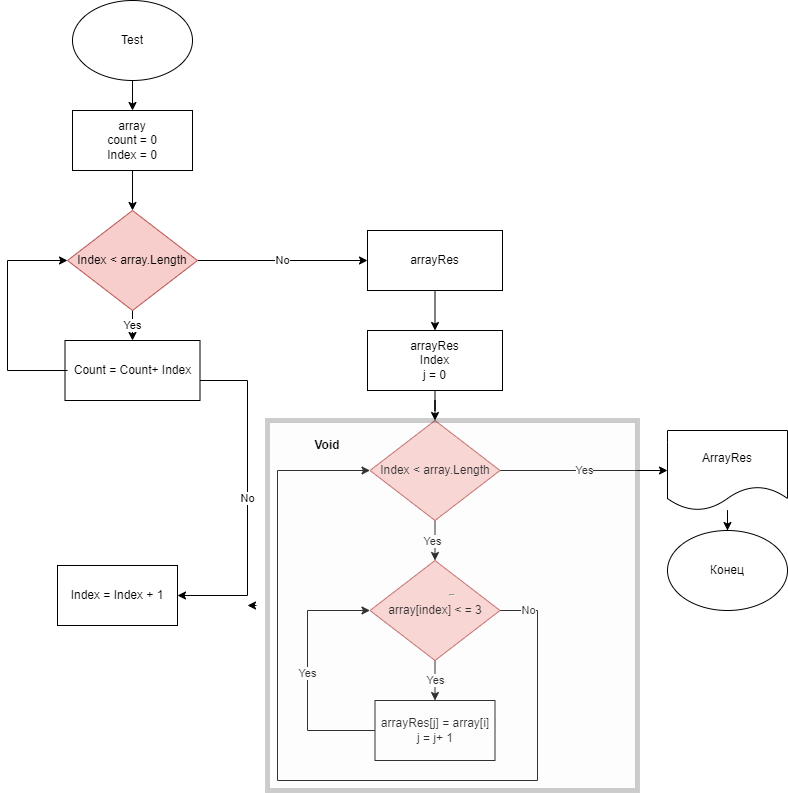 Test
array
count = 0
Index = 0
Index < array.Length
No
arrayRes
Yes
Count = Count+ Index
arrayRes
Index
j = 0
No
Void
Index < array.Length
Yes
ArrayRes
Yes
Конец
Index = Index + 1
array[index] < = 3
No
Yes
Yes
arrayRes[j] = array[i]
j = j+ 1